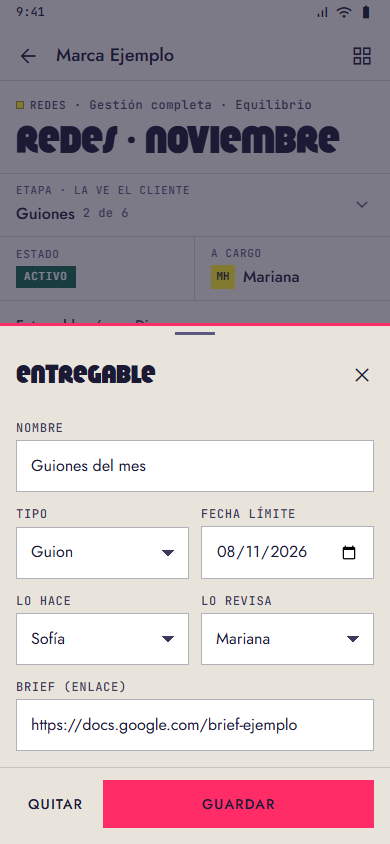 9:41
Marca Ejemplo
REDES · Gestión completa · Equilibrio
Redes · noviembre
ETAPA · LA VE EL CLIENTE
Guiones 2 de 6
ESTADO
A CARGO
ACTIVO
MH Mariana
entregable
NOMBRE
Guiones del mes
TIPO
FECHA LÍMITE
Guion
08/11/2026
LO HACE
LO REVISA
Sofía
Mariana
BRIEF (ENLACE)
https://docs.google.com/brief-ejemplo
QUITAR
GUARDAR